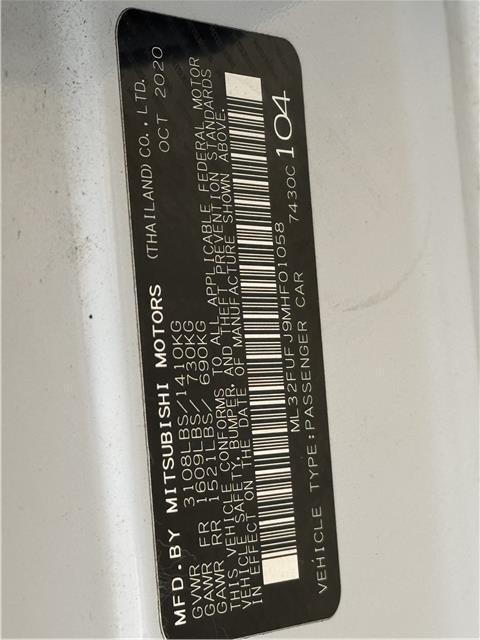 MFD.BY MITSUBISHI MOTORS (THAILAND)CO.,LTD.
OCT 2020
GVWR 3108LBS/1410KG
GAWR FR 1609LBS/ 730KG
GAWR RR 1521LBS/ 690KG
THIS VEHICLE CONFORMS TO ALL APPLICABLE FEDERAL MOTOR
VEHICLE SAFETY, BUMPER, AND THEFT PREVENTION STANDARDS
IN EFFECT ON THE DATE OF MANUFACTURE SHOWN ABOVE.
ML32FUFJ9MHF01058
VEHICLE TYPE:PASSENGER CAR 7430C 104